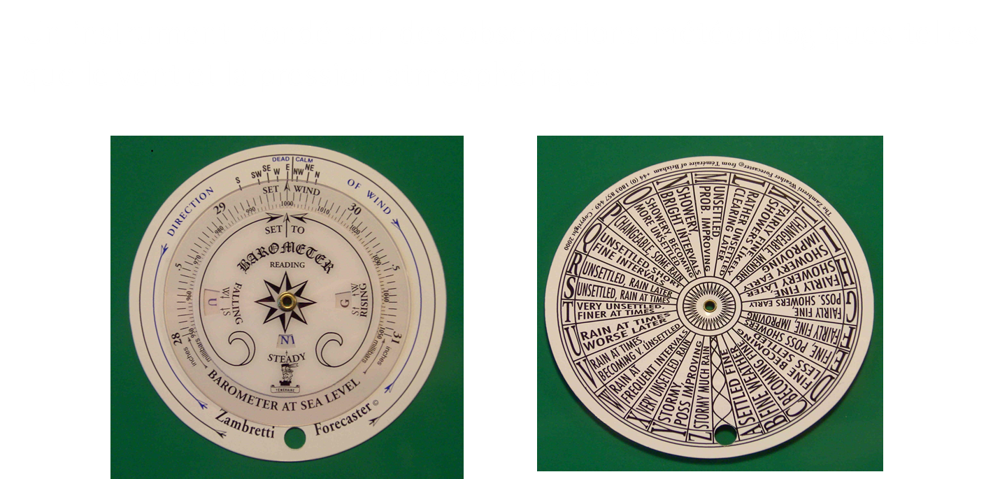 DEAD CALM
S SW SE W E NW NE N
DIRECTION OF WIND
SET WIND
28 .5 29 30 .5 31
950 960 970 980 990 1000 1010 1020 1030 1040 1050
inches millibars
millibars inches
SET TO
BAROMETER
READING
FALLING
W S
U
RISING
W S
G
N
STEADY
TÉMÉRAIRE
BAROMETER AT SEA LEVEL
Zambretti Forecaster ©
The Zambretti Weather Forecaster® from Téméraire of Brixham +44 (0) 1803 857 449 . Copyright 2000
A SETTLED FINE
B FINE WEATHER
C BECOMING FINE
D FINE BECOMING LESS SETTLED
E FINE, POSS SHOWERS
F FAIRLY FINE, IMPROVING
G FAIRLY FINE, POSS. SHOWERS EARLY
H FAIRLY FINE SHOWERY LATER
I SHOWERY EARLY IMPROVING
J CHANGEABLE, MENDING
FAIRLY FINE, SHOWERS LIKELY
RATHER UNSETTLED CLEARING LATER
M UNSETTLED PROB. IMPROVING
N SHOWERY BRIGHT INTERVALS
O SHOWERY BECOMING MORE UNSETTLED
P CHANGEABLE, SOME RAIN
Q UNSETTLED SHORT FINE INTERVALS
R UNSETTLED, RAIN LATER
S UNSETTLED, RAIN AT TIMES
T VERY UNSETTLED, FINER AT TIMES
U RAIN AT TIMES WORSE LATER
V RAIN AT TIMES, BECOMING V. UNSETTLED
W RAIN AT FREQUENT INTERVALS
X VERY UNSETTLED RAIN
Y STORMY, POSS IMPROVING
Z STORMY MUCH RAIN